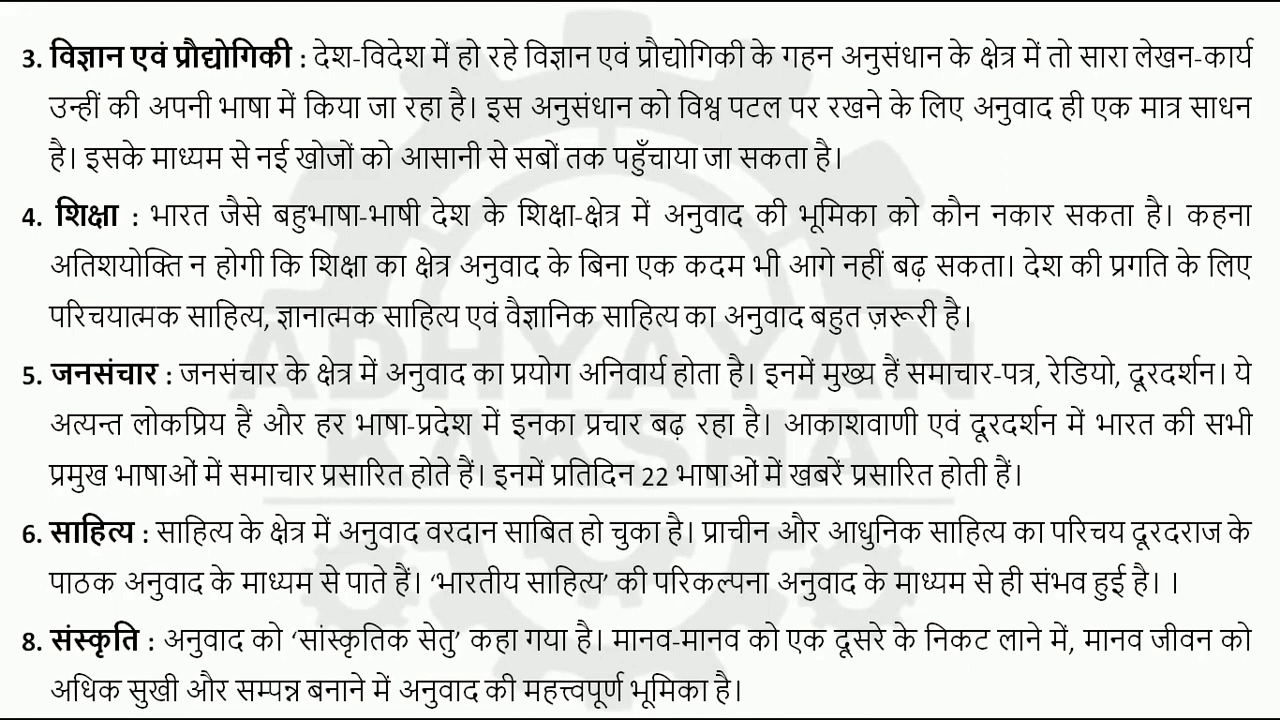 3. विज्ञान एवं प्रौद्योगिकी : देश-विदेश में हो रहे विज्ञान एवं प्रौद्योगिकी के गहन अनुसंधान के क्षेत्र में तो सारा लेखन-कार्य
उन्हीं की अपनी भाषा में किया जा रहा है। इस अनुसंधान को विश्व पटल पर रखने के लिए अनुवाद ही एक मात्र साधन
है। इसके माध्यम से नई खोजों को आसानी से सबों तक पहुँचाया जा सकता है।
4. शिक्षा : भारत जैसे बहुभाषा-भाषी देश के शिक्षा-क्षेत्र में अनुवाद की भूमिका को कौन नकार सकता है। कहना
अतिशयोक्ति न होगी कि शिक्षा का क्षेत्र अनुवाद के बिना एक कदम भी आगे नहीं बढ़ सकता। देश की प्रगति के लिए
परिचयात्मक साहित्य, ज्ञानात्मक साहित्य एवं वैज्ञानिक साहित्य का अनुवाद बहुत ज़रूरी है।
ADHYAYAN
KAKSHA
5. जनसंचार : जनसंचार के क्षेत्र में अनुवाद का प्रयोग अनिवार्य होता है। इनमें मुख्य हैं समाचार-पत्र, रेडियो, दूरदर्शन। ये
अत्यन्त लोकप्रिय हैं और हर भाषा-प्रदेश में इनका प्रचार बढ़ रहा है। आकाशवाणी एवं दूरदर्शन में भारत की सभी
प्रमुख भाषाओं में समाचार प्रसारित होते हैं। इनमें प्रतिदिन 22 भाषाओं में खबरें प्रसारित होती हैं।
6. साहित्य : साहित्य के क्षेत्र में अनुवाद वरदान साबित हो चुका है। प्राचीन और आधुनिक साहित्य का परिचय दूरदराज के
पाठक अनुवाद के माध्यम से पाते हैं। ‘भारतीय साहित्य’ की परिकल्पना अनुवाद के माध्यम से ही संभव हुई है। ।
8. संस्कृति : अनुवाद को ‘सांस्कृतिक सेतु’ कहा गया है। मानव-मानव को एक दूसरे के निकट लाने में, मानव जीवन को
अधिक सुखी और सम्पन्न बनाने में अनुवाद की महत्त्वपूर्ण भूमिका है।